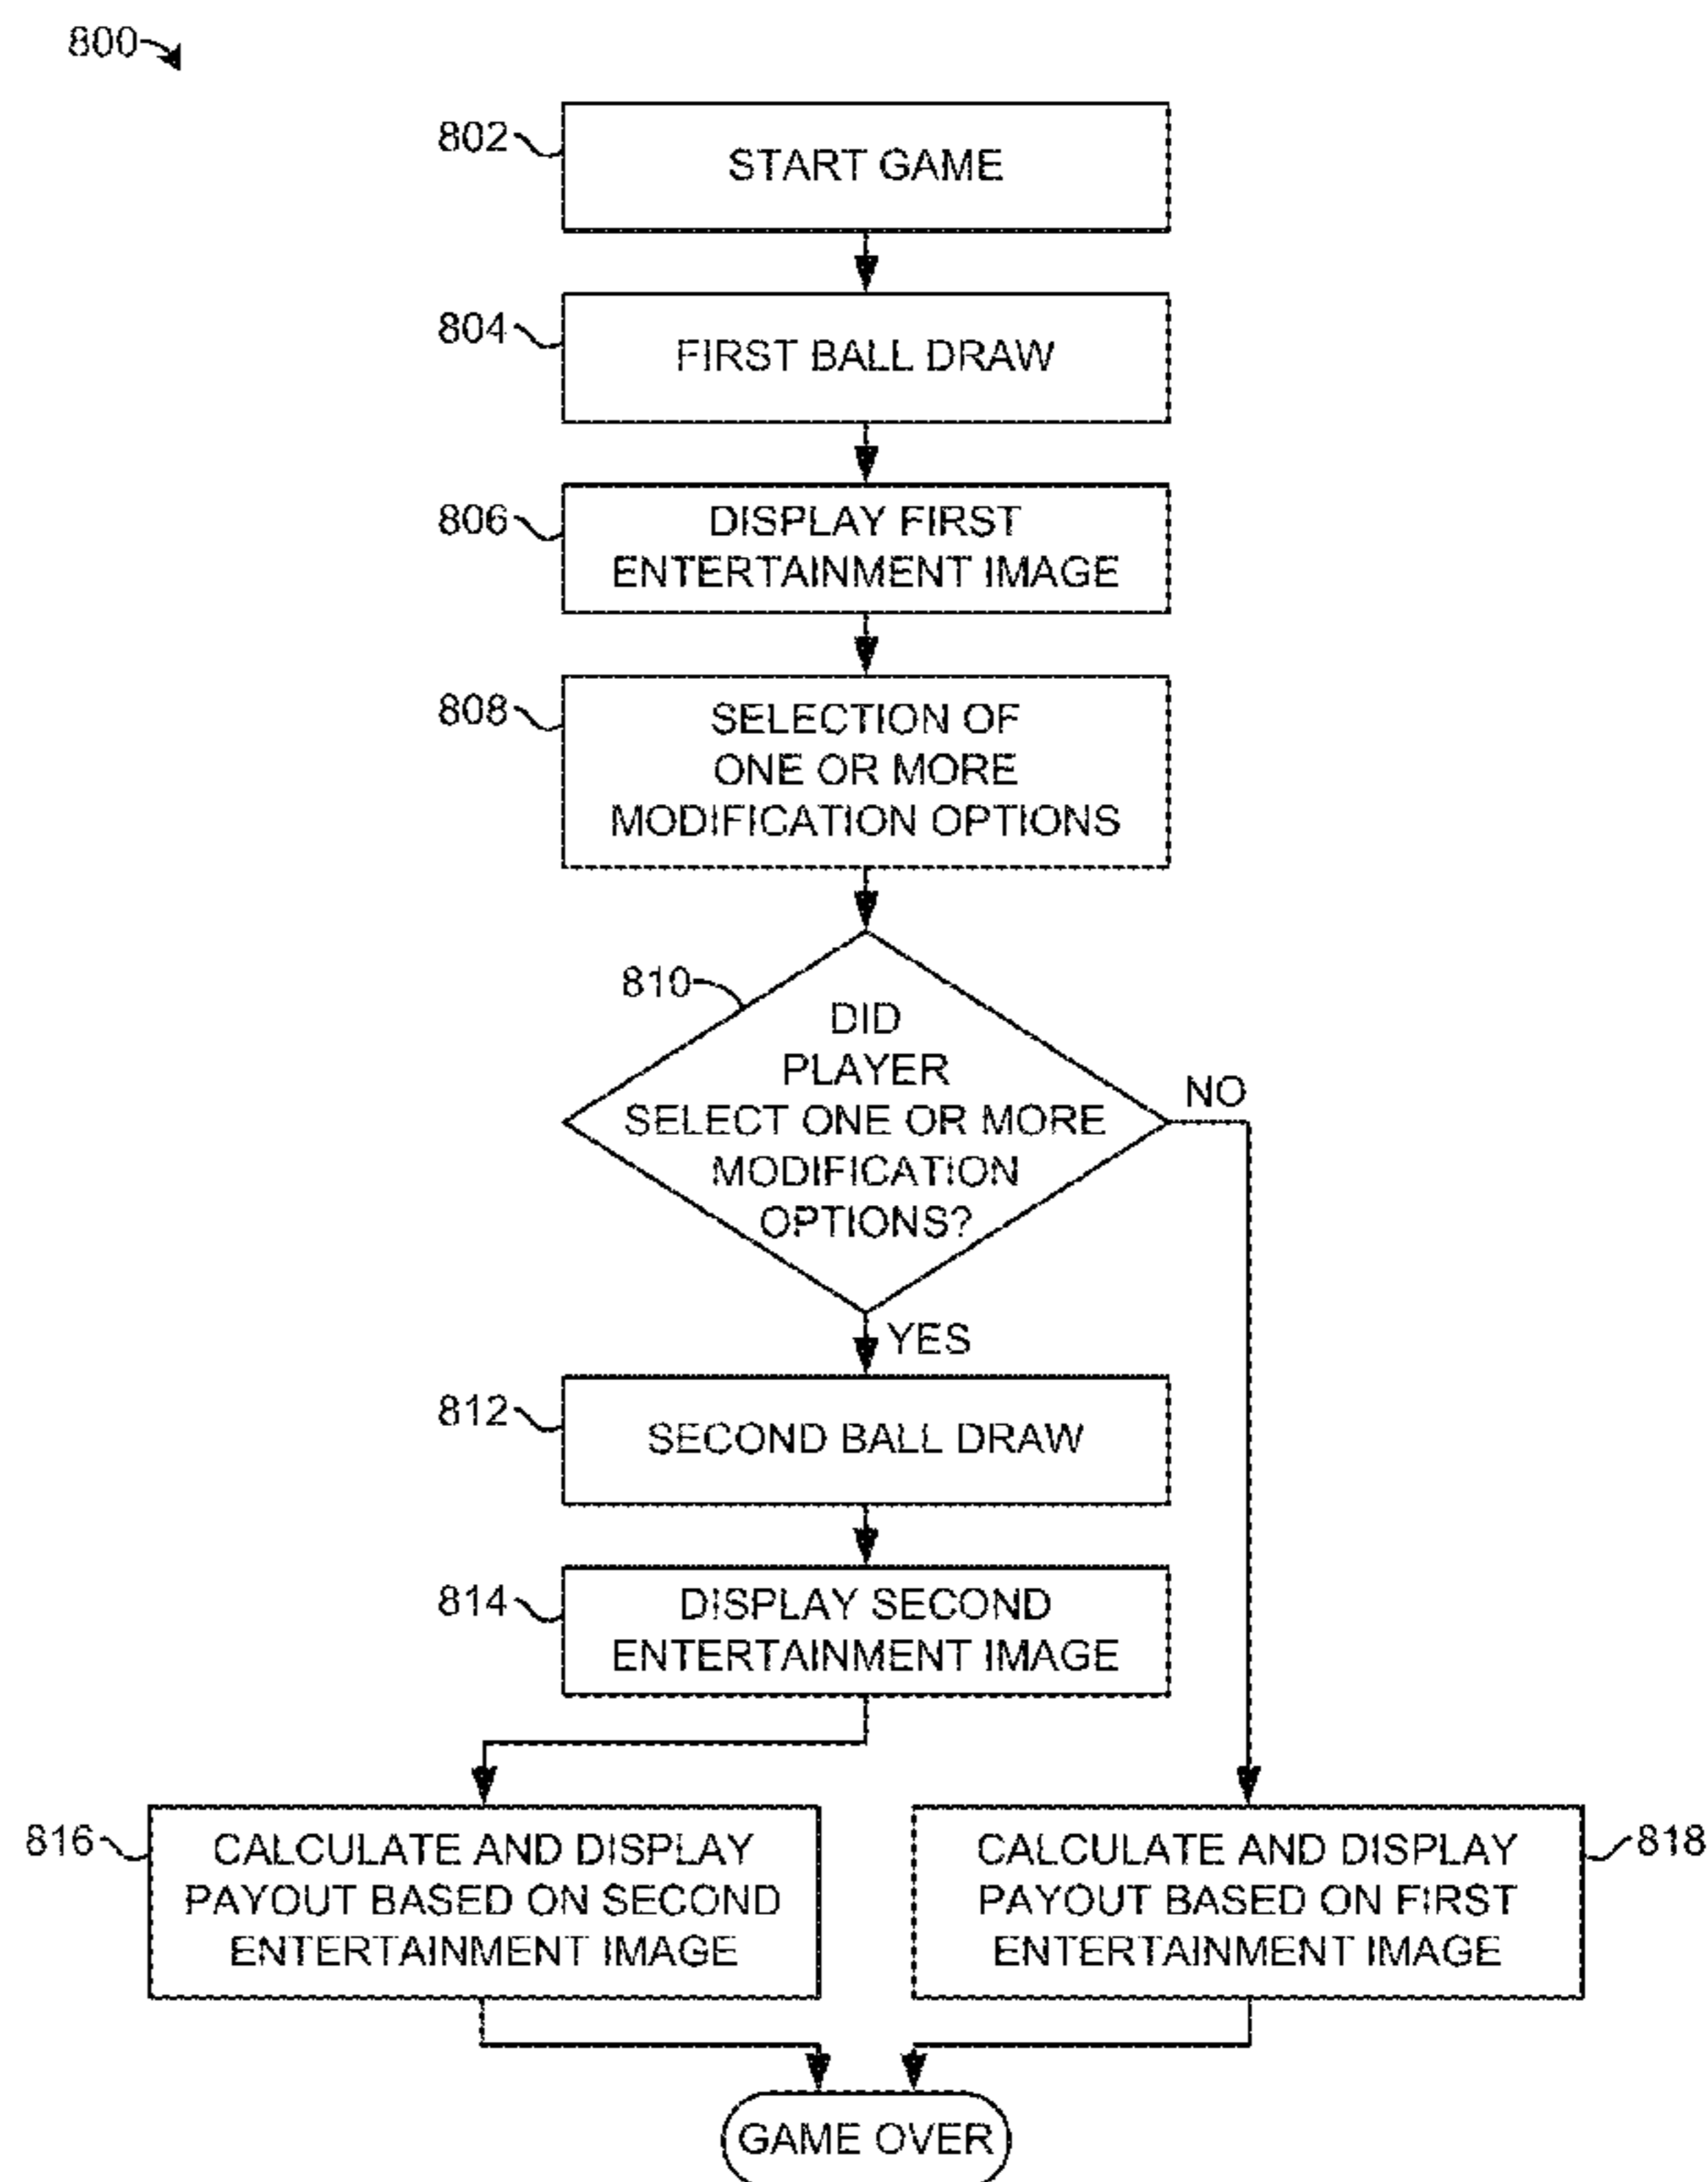 800
802
START GAME
804
FIRST BALL DRAW
806
DISPLAY FIRST
ENTERTAINMENT IMAGE
808
SELECTION OF
ONE OR MORE
MODIFICATION OPTIONS
810
DID
PLAYER
SELECT ONE OR MORE
MODIFICATION
OPTIONS?
NO
YES
812
SECOND BALL DRAW
814
DISPLAY SECOND
ENTERTAINMENT IMAGE
816
CALCULATE AND DISPLAY
PAYOUT BASED ON SECOND
ENTERTAINMENT IMAGE
818
CALCULATE AND DISPLAY
PAYOUT BASED ON FIRST
ENTERTAINMENT IMAGE
GAME OVER